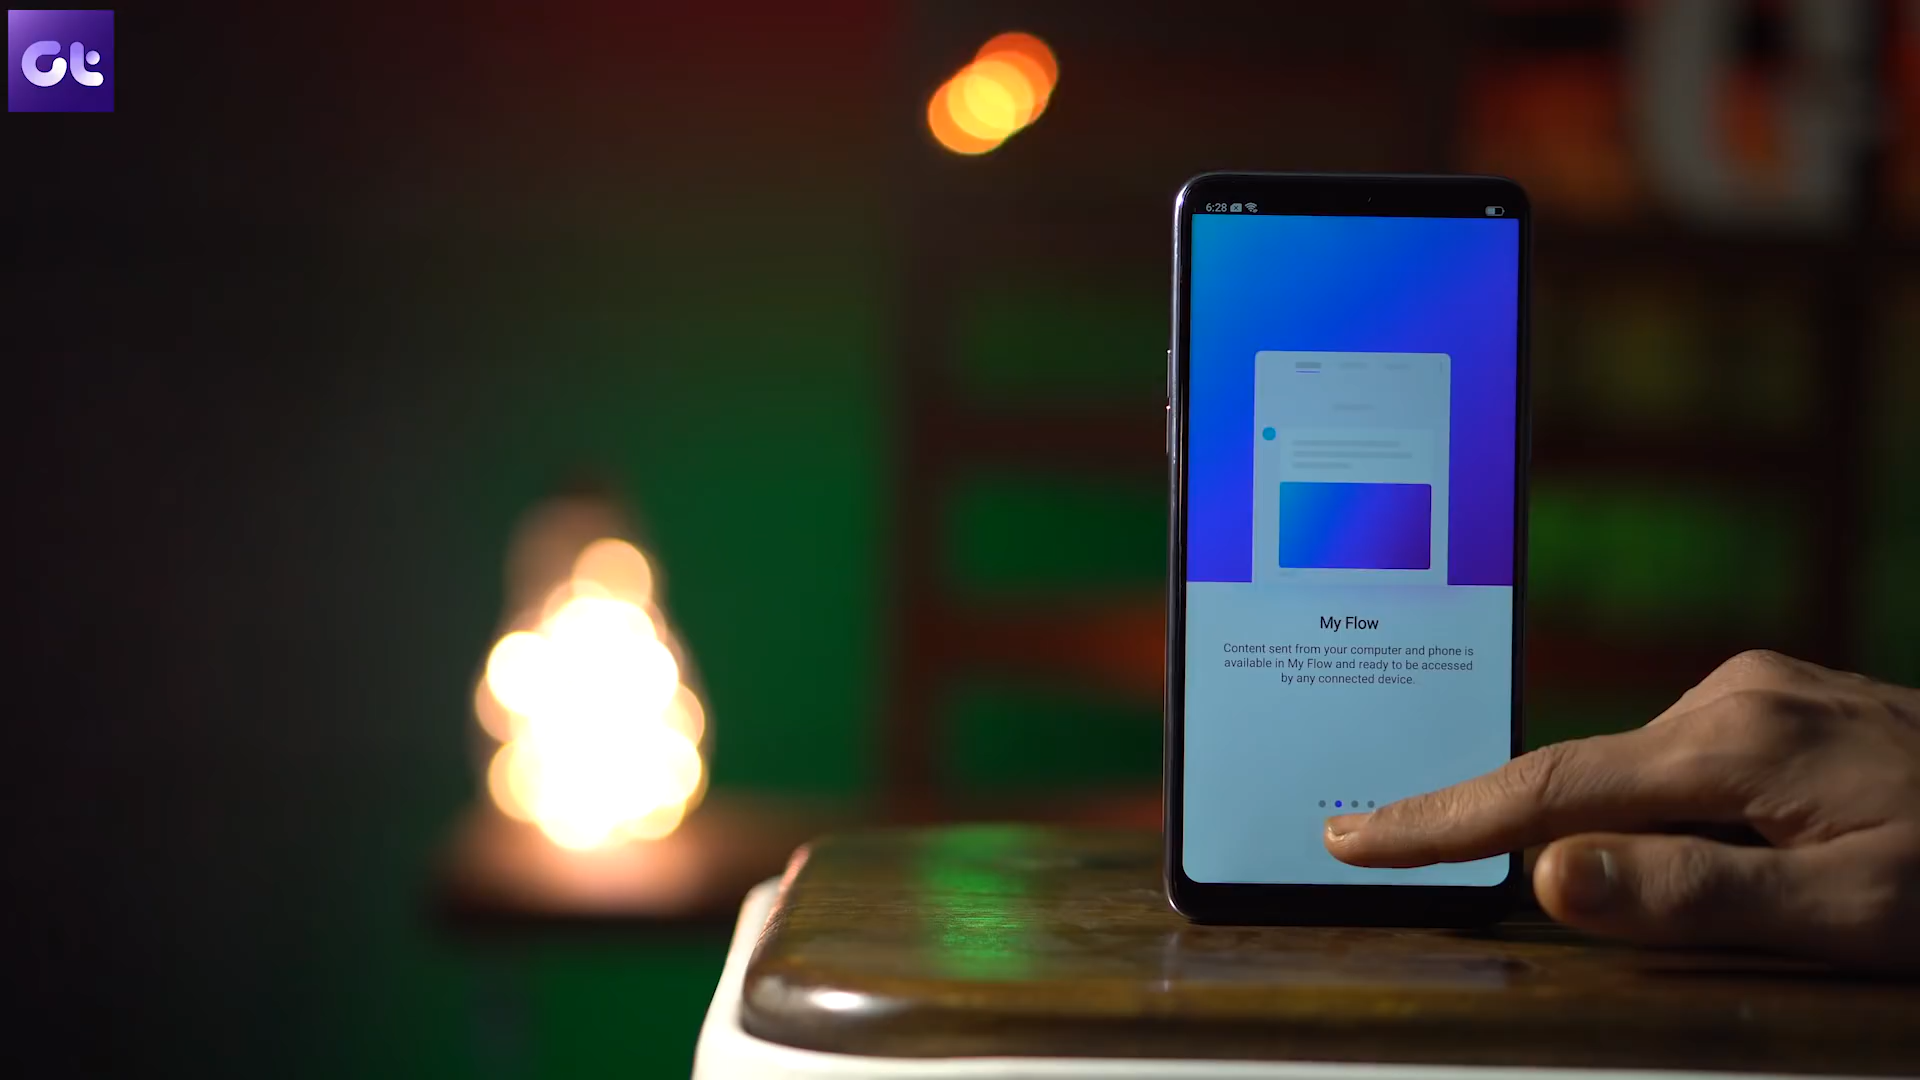 Gt
6:28
My Flow
Content sent from your computer and phone is
available in My Flow and ready to be accessed
by any connected device.
G